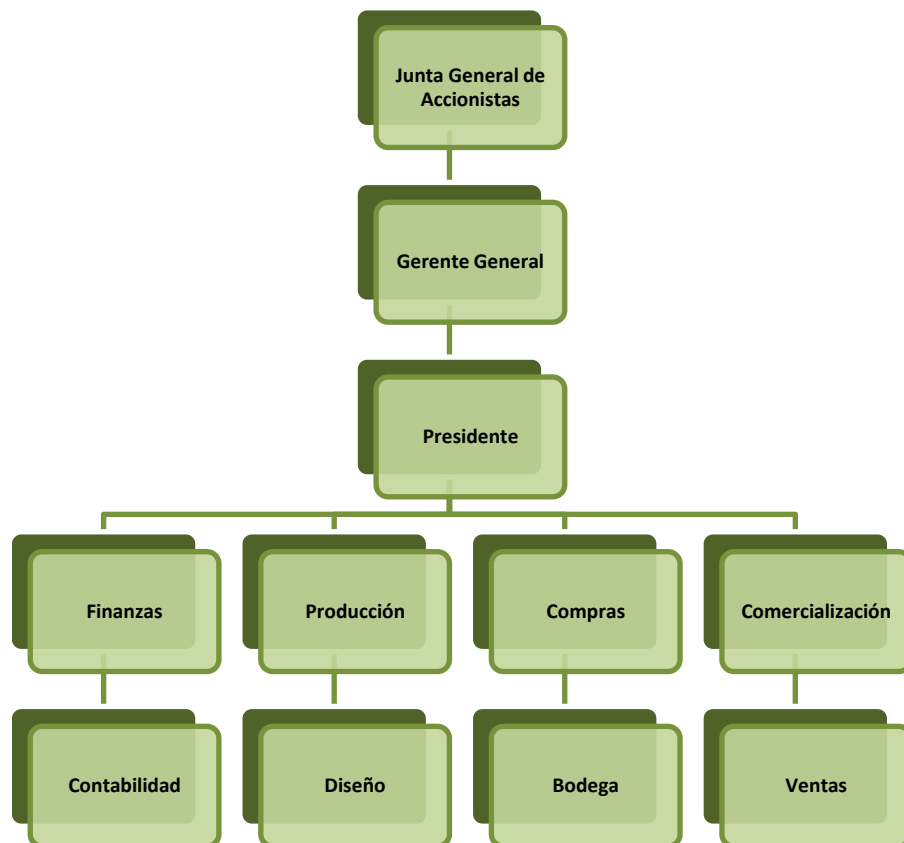 Junta General de
Accionistas
Gerente General
Presidente
Finanzas
Producción
Compras
Comercialización
Contabilidad
Diseño
Bodega
Ventas